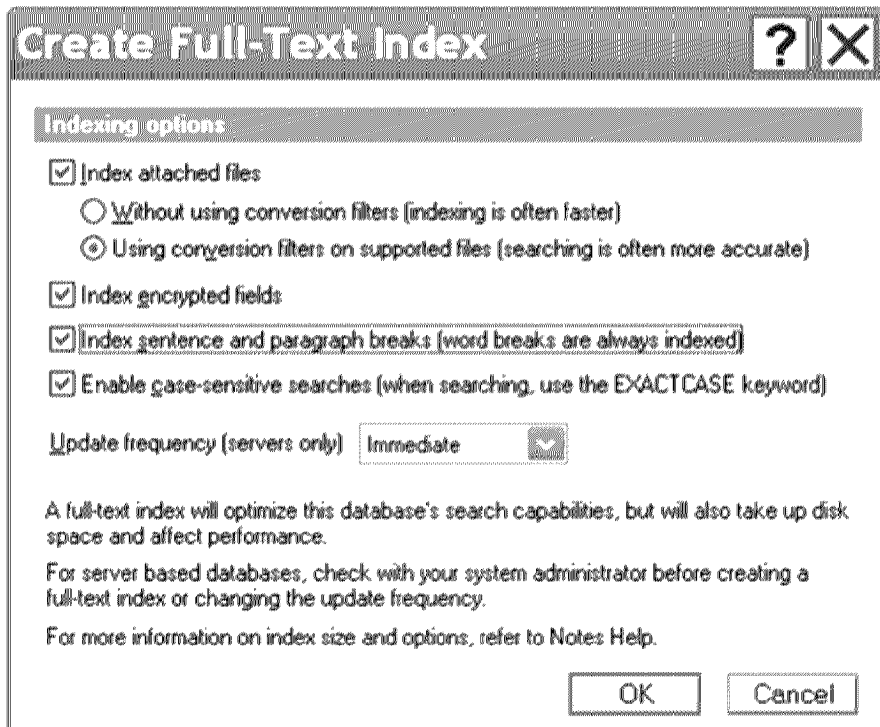 Create Full-Text Index
Indexing options
Index attached files
Without using conversion filters (indexing is often faster)
Using conversion filters on supported files (searching is often more accurate)
Index encrypted fields
Index sentence and paragraph breaks (word breaks are always indexed)
Enable case-sensitive searches (when searching, use the EXACTCASE keyword)
Update frequency (servers only) Immediate
A full-text index will optimize this database's search capabilities, but will also take up disk
space and affect performance.
For server based databases, check with your system administrator before creating a
full-text index or changing the update frequency.
For more information on index size and options, refer to Notes Help.
OK Cancel